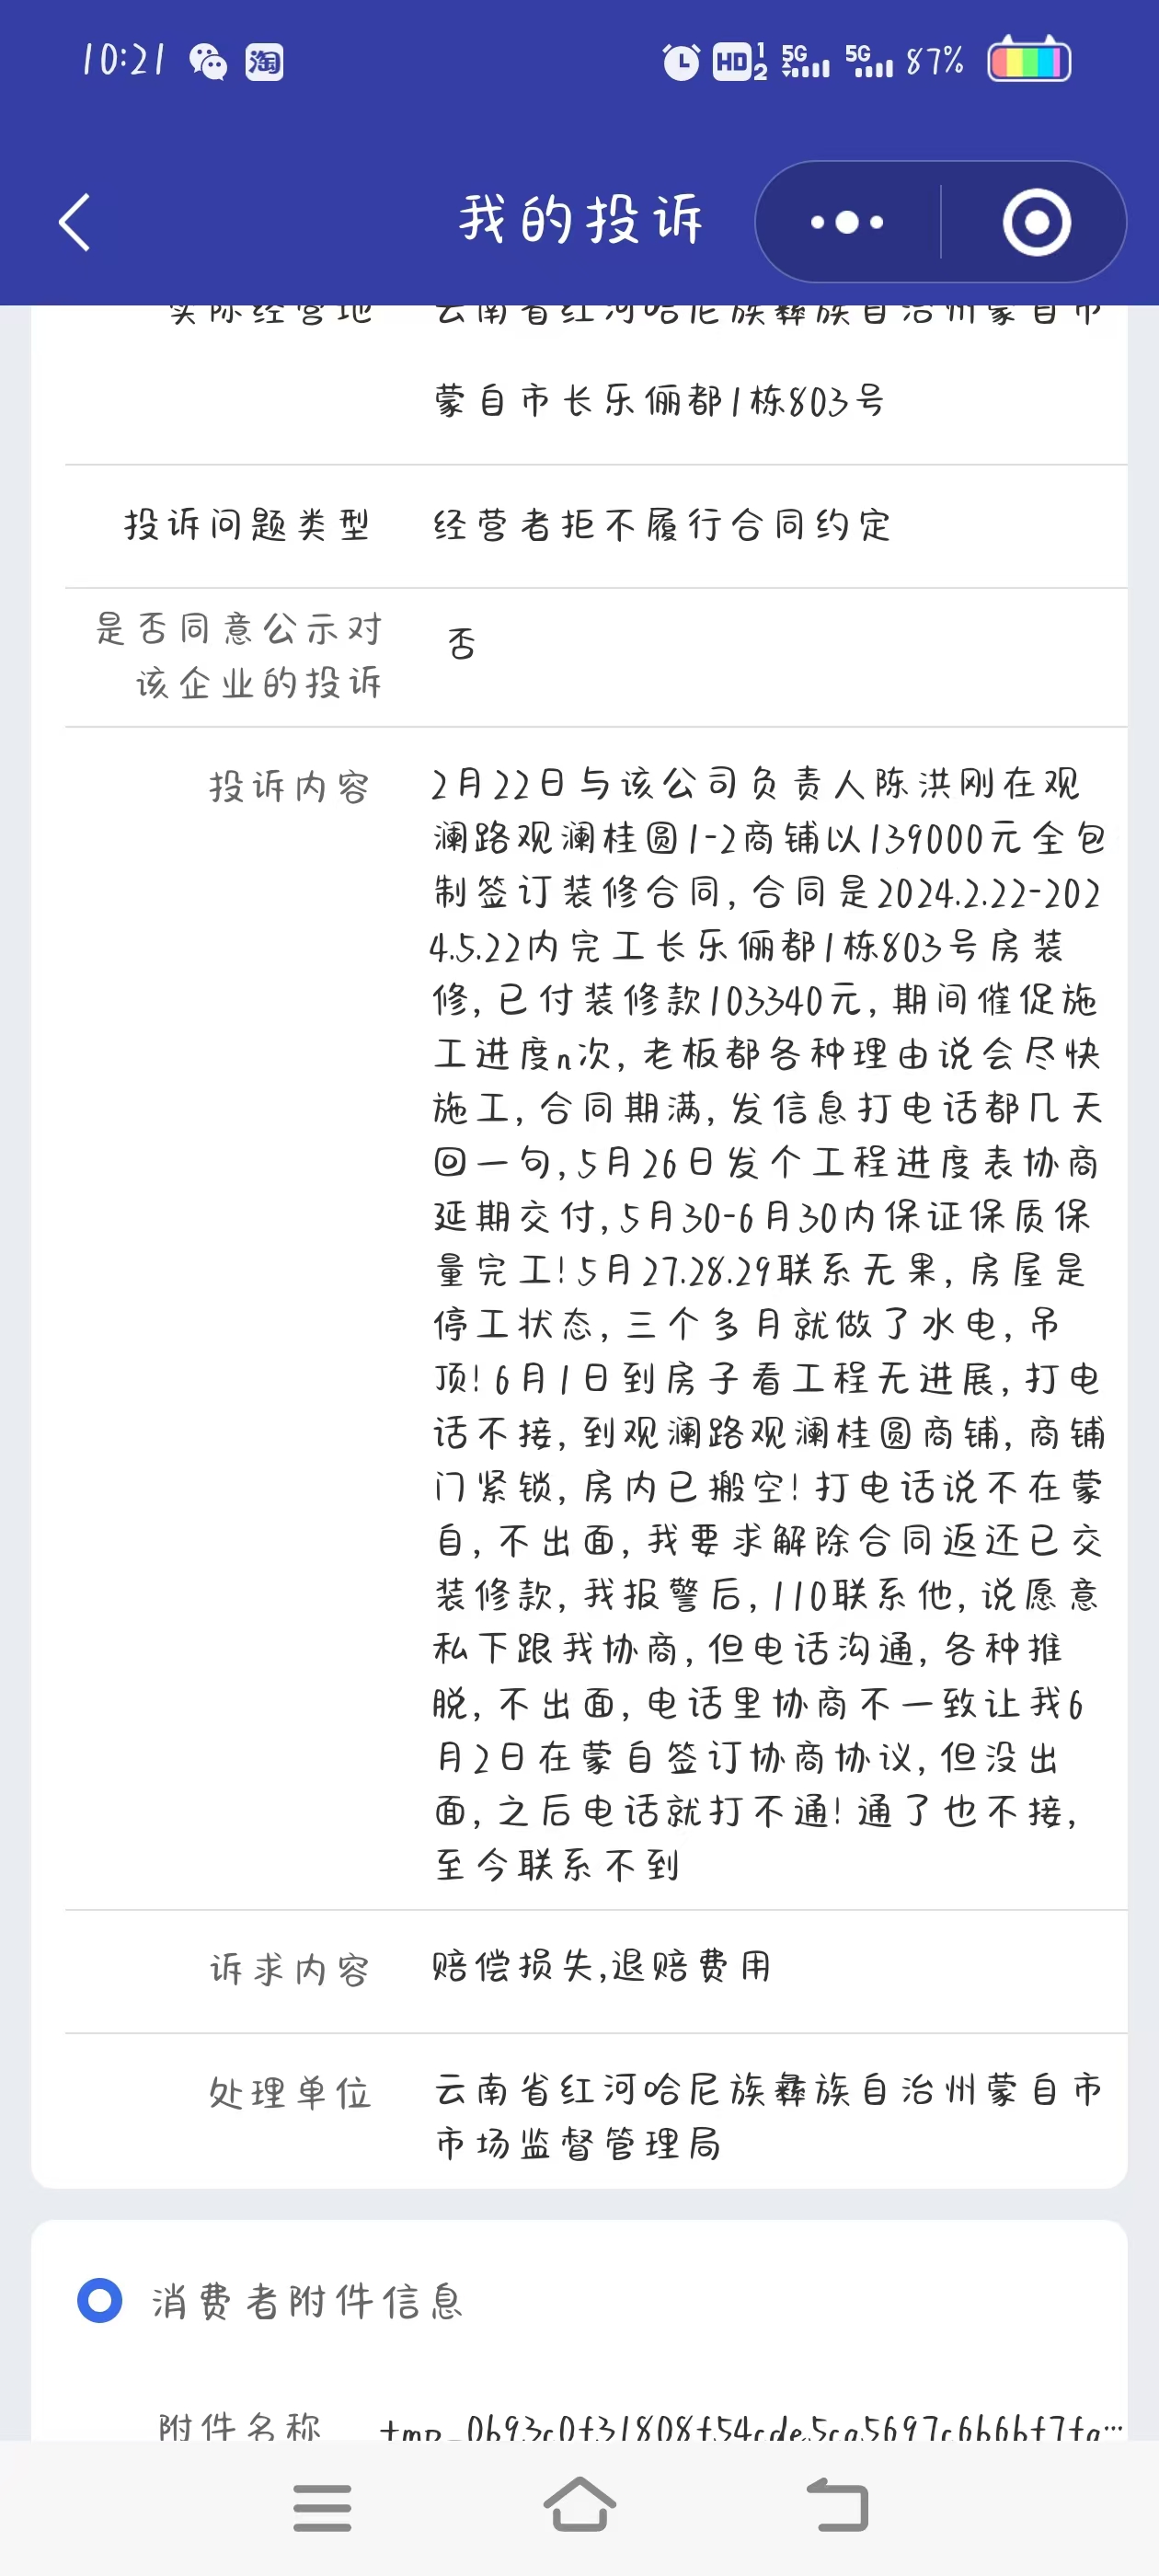 10:21 淘 HD 1 2 5G 5G 87%
我的投诉
实际经营地 云南省红河哈尼族彝族自治州蒙自市
蒙自市长乐俪都1栋803号
投诉问题类型 经营者拒不履行合同约定
是否同意公示对
该企业的投诉
否
投诉内容 2月22日与该公司负责人陈洪刚在观
澜路观澜桂圆1-2商铺以139000元全包
制签订装修合同,合同是2024.2.22-202
4.5.22内完工长乐俪都1栋803号房装
修,已付装修款103340元,期间催促施
工进度n次,老板都各种理由说会尽快
施工,合同期满,发信息打电话都几天
回一句,5月26日发个工程进度表协商
延期交付,5月30-6月30内保证保质保
量完工!5月27.28.29联系无果,房屋是
停工状态,三个多月就做了水电,吊
顶!6月1日到房子看工程无进展,打电
话不接,到观澜路观澜桂圆商铺,商铺
门紧锁,房内已搬空!打电话说不在蒙
自,不出面,我要求解除合同返还已交
装修款,我报警后,110联系他,说愿意
私下跟我协商,但电话沟通,各种推
脱,不出面,电话里协商不一致让我6
月2日在蒙自签订协商协议,但没出
面,之后电话就打不通!通了也不接,
至今联系不到
诉求内容 赔偿损失,退赔费用
处理单位 云南省红河哈尼族彝族自治州蒙自市
市场监督管理局
消费者附件信息
附件名称 tmp_0b93c0f31808f54cde5ca5697c6b6bf7fa…